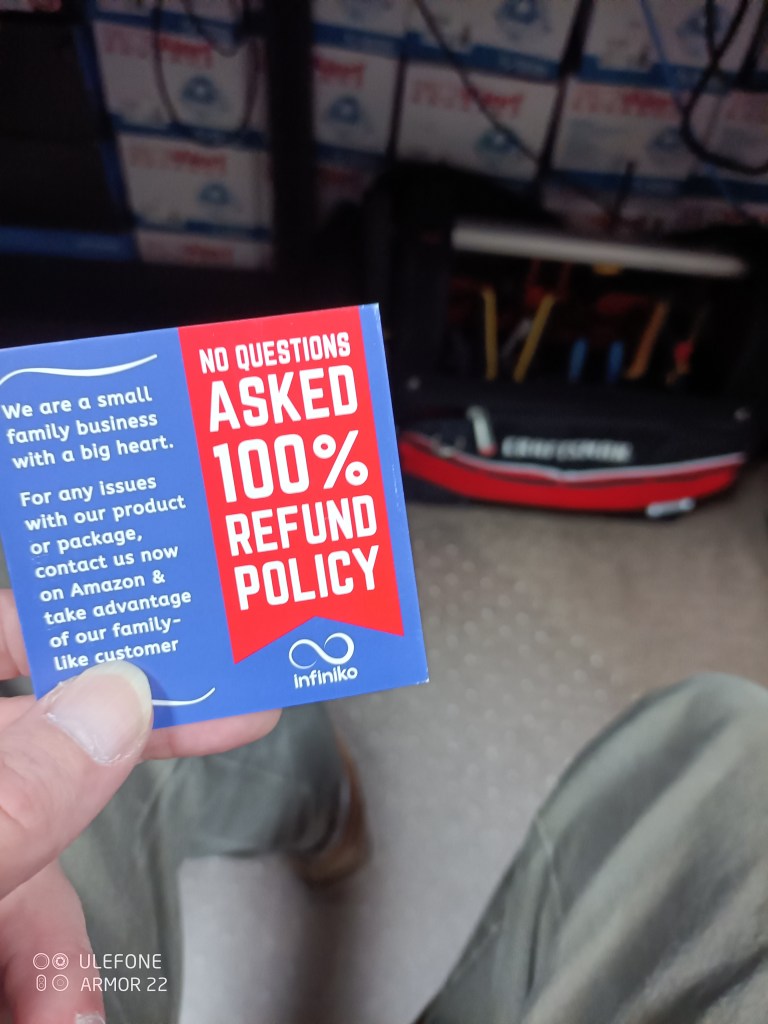 We are a small
family business
with a big heart.
For any issues
with our product
or package,
contact us now
on Amazon &
take advantage
of our family-
like customer
NO QUESTIONS
ASKED
100%
REFUND
POLICY
infiniko
CRAFTSMAN
ULEFONE
ARMOR 22